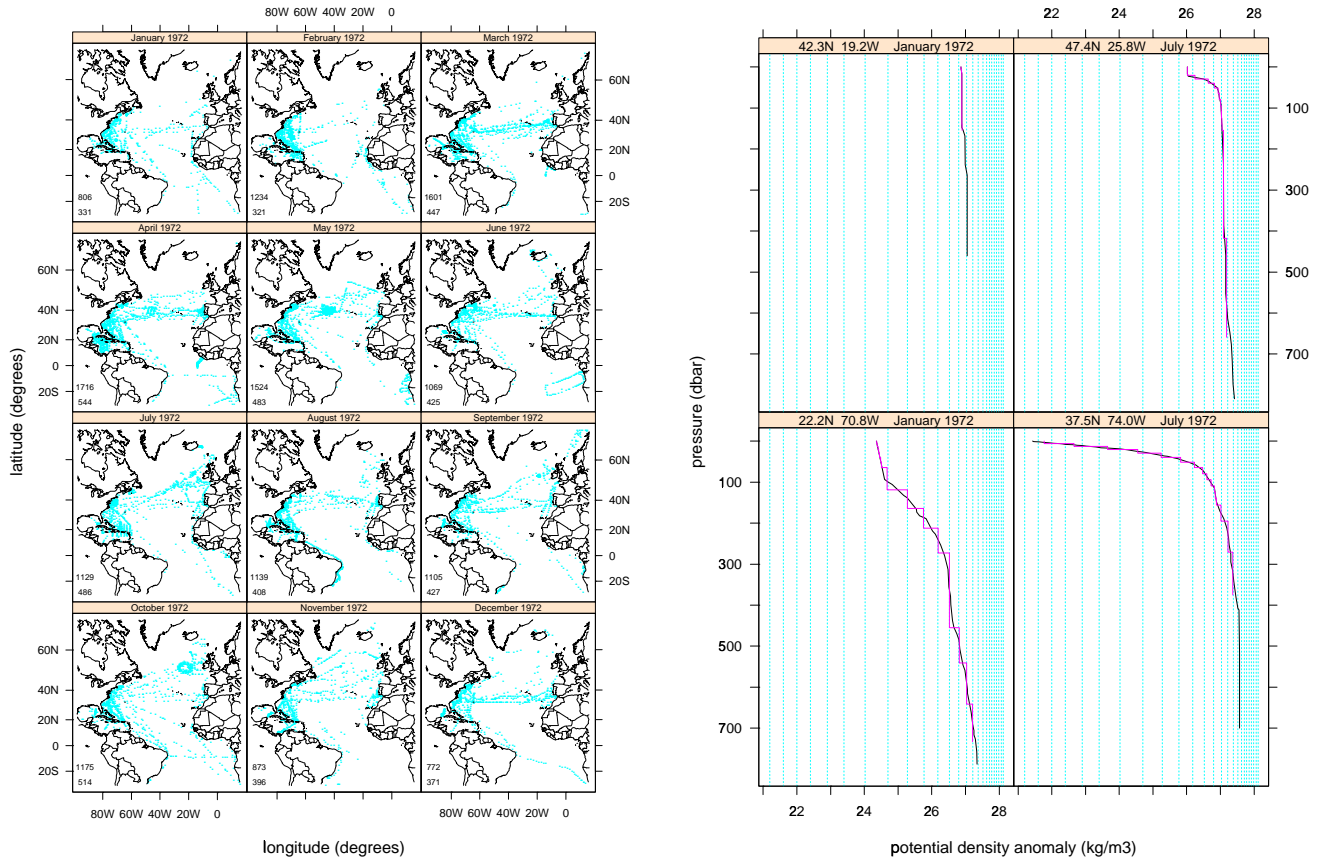 80W 60W 40W 20W 0
January 1972 February 1972 March 1972
60N
40N
20N
0
20S
806 1234 1601
331 321 447
April 1972 May 1972 June 1972
60N
40N
20N
0
20S
1716 1524 1069
544 483 425
July 1972 August 1972 September 1972
60N
40N
20N
0
20S
1129 1139 1105
486 408 427
October 1972 November 1972 December 1972
60N
40N
20N
0
20S
1175 873 772
514 396 371
80W 60W 40W 20W 0 80W 60W 40W 20W 0
latitude (degrees)
longitude (degrees)
22 24 26 28
42.3N 19.2W January 1972 47.4N 25.8W July 1972
100
300
500
700
22.2N 70.8W January 1972 37.5N 74.0W July 1972
100
300
500
700
22 24 26 28
pressure (dbar)
potential density anomaly (kg/m3)